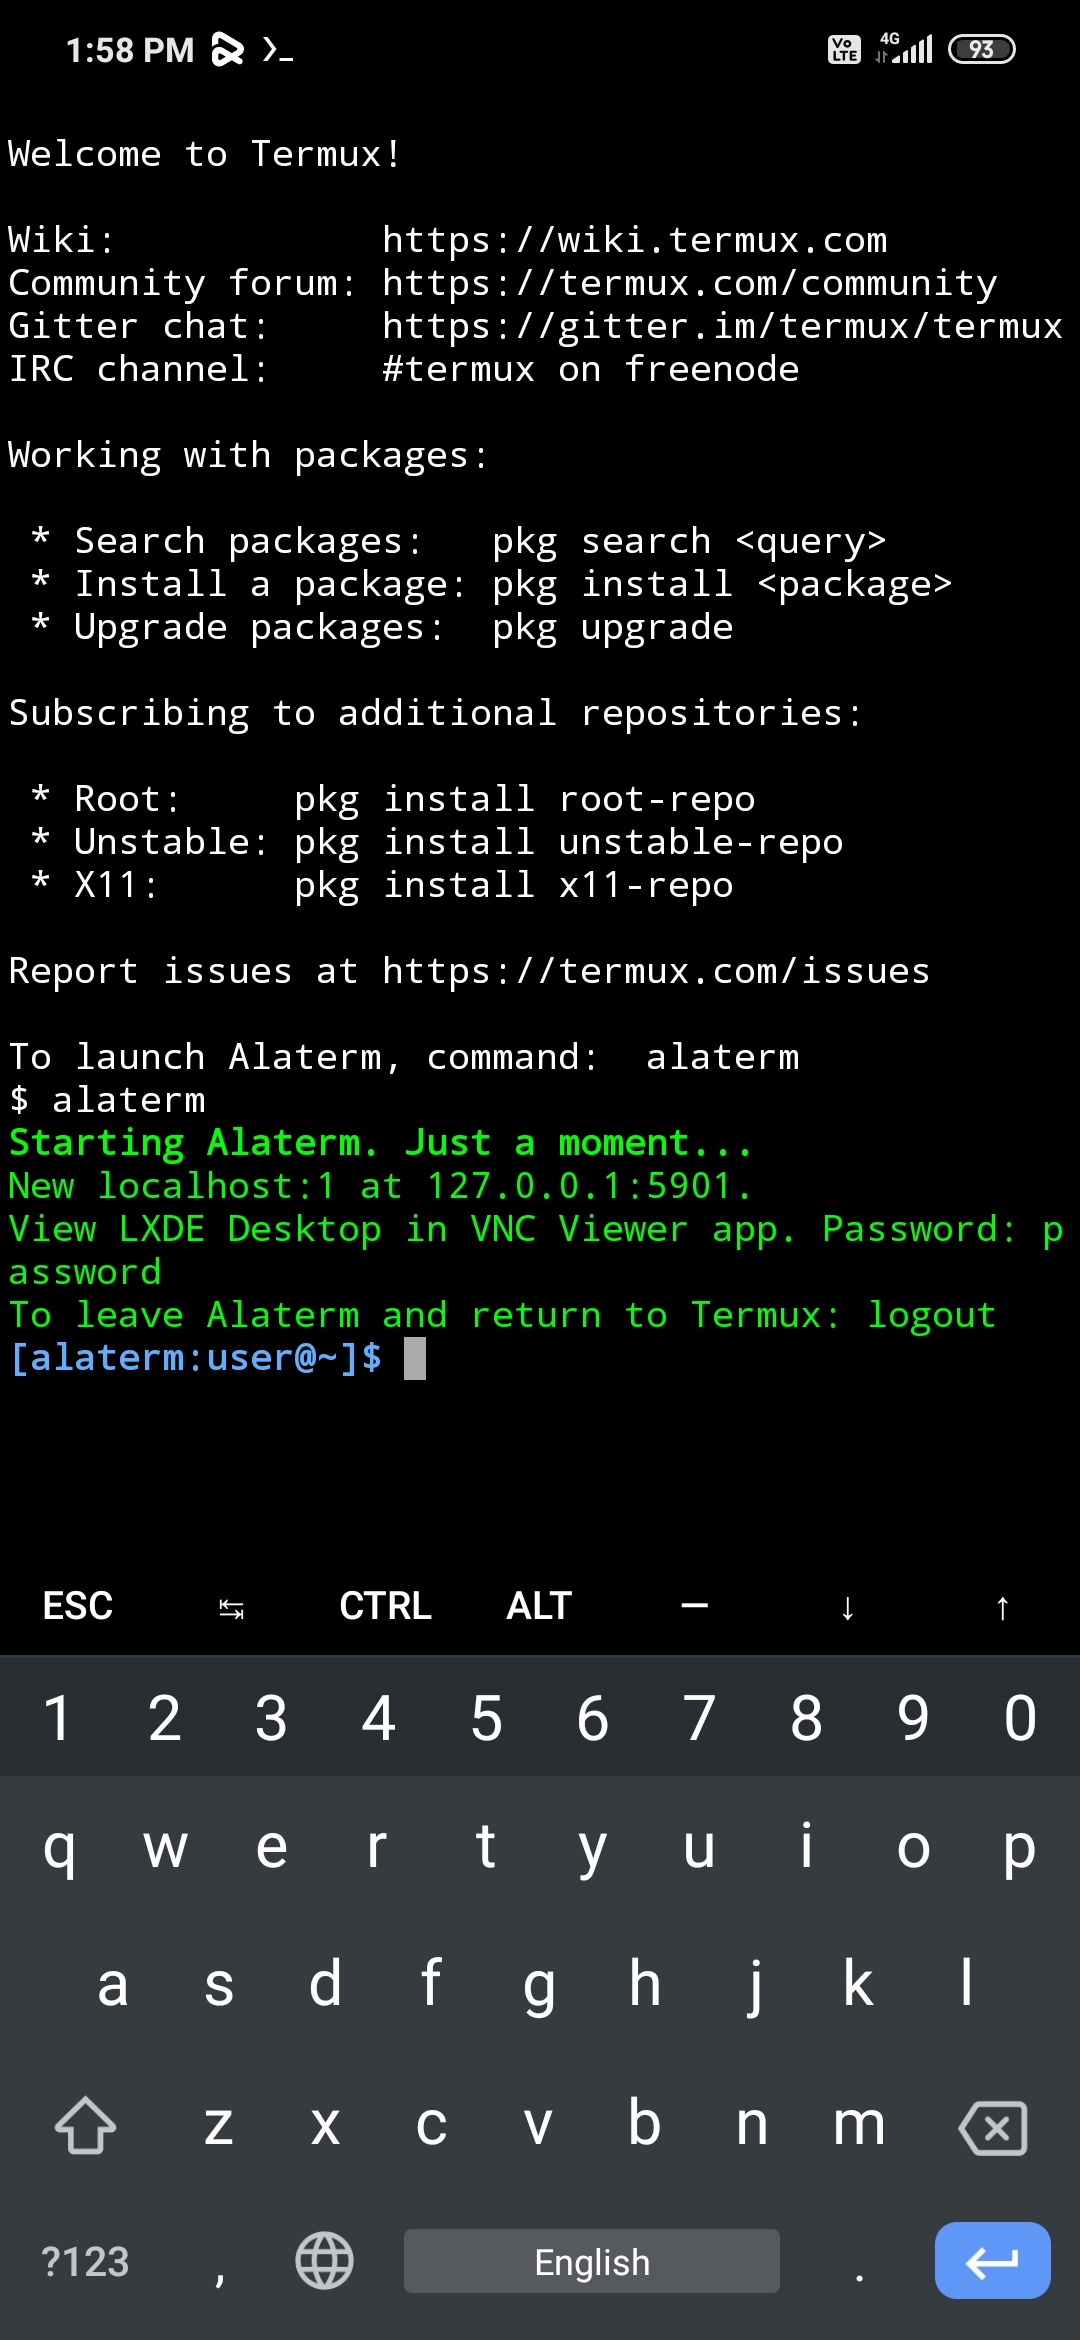 1:58 PM
Vo LTE 4G 93
Welcome to Termux!
Wiki: https://wiki.termux.com
Community forum: https://termux.com/community
Gitter chat: https://gitter.im/termux/termux
IRC channel: #termux on freenode
Working with packages:
* Search packages: pkg search <query>
* Install a package: pkg install <package>
* Upgrade packages: pkg upgrade
Subscribing to additional repositories:
* Root: pkg install root-repo
* Unstable: pkg install unstable-repo
* X11: pkg install x11-repo
Report issues at https://termux.com/issues
To launch Alaterm, command: alaterm
$ alaterm
Starting Alaterm. Just a moment...
New localhost:1 at 127.0.0.1:5901.
View LXDE Desktop in VNC Viewer app. Password: p
assword
To leave Alaterm and return to Termux: logout
[alaterm:user@~]$
ESC ↹ CTRL ALT — ↓ ↑
1 2 3 4 5 6 7 8 9 0
q w e r t y u i o p
a s d f g h j k l
z x c v b n m
?123 , English .